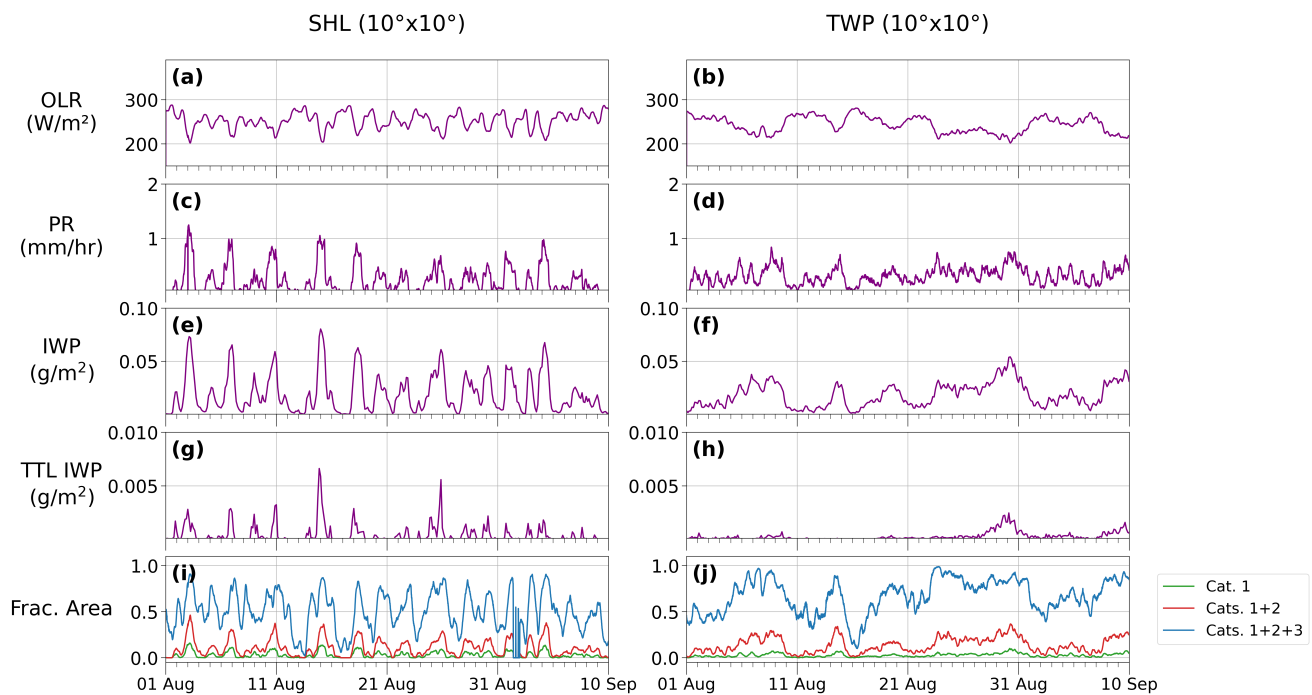 SHL (10°x10°)
TWP (10°x10°)
OLR
(W/m²)
(a)
300
200
(b)
300
200
PR
(mm/hr)
(c)
2
1
(d)
2
1
IWP
(g/m²)
(e)
0.10
0.05
(f)
0.10
0.05
TTL IWP
(g/m²)
(g)
0.010
0.005
(h)
0.010
0.005
Frac. Area
(i)
1.0
0.5
0.0
(j)
1.0
0.5
0.0
Cat. 1
Cats. 1+2
Cats. 1+2+3
01 Aug
11 Aug
21 Aug
31 Aug
10 Sep
01 Aug
11 Aug
21 Aug
31 Aug
10 Sep